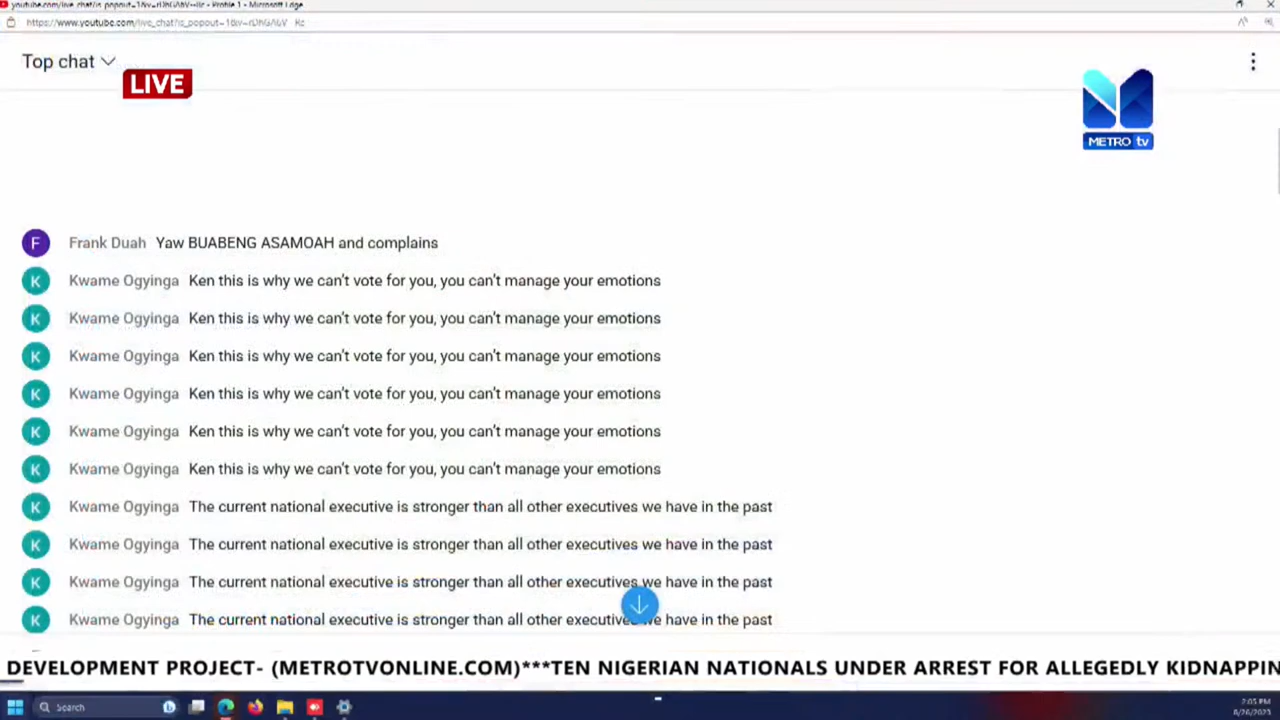 Top chat
LIVE
METRO tv
F Frank Duah Yaw BUABENG ASAMOAH and complains
K Kwame Ogyinga Ken this is why we can't vote for you, you can't manage your emotions
K Kwame Ogyinga Ken this is why we can't vote for you, you can't manage your emotions
K Kwame Ogyinga Ken this is why we can't vote for you, you can't manage your emotions
K Kwame Ogyinga Ken this is why we can't vote for you, you can't manage your emotions
K Kwame Ogyinga Ken this is why we can't vote for you, you can't manage your emotions
K Kwame Ogyinga Ken this is why we can't vote for you, you can't manage your emotions
K Kwame Ogyinga The current national executive is stronger than all other executives we have in the past
K Kwame Ogyinga The current national executive is stronger than all other executives we have in the past
K Kwame Ogyinga The current national executive is stronger than all other executives we have in the past
K Kwame Ogyinga The current national executive is stronger than all other executives we have in the past
DEVELOPMENT PROJECT- (METROTVONLINE.COM)***TEN NIGERIAN NATIONALS UNDER ARREST FOR ALLEGEDLY KIDNAPPIN
Search
2:05 PM
6/26/2023